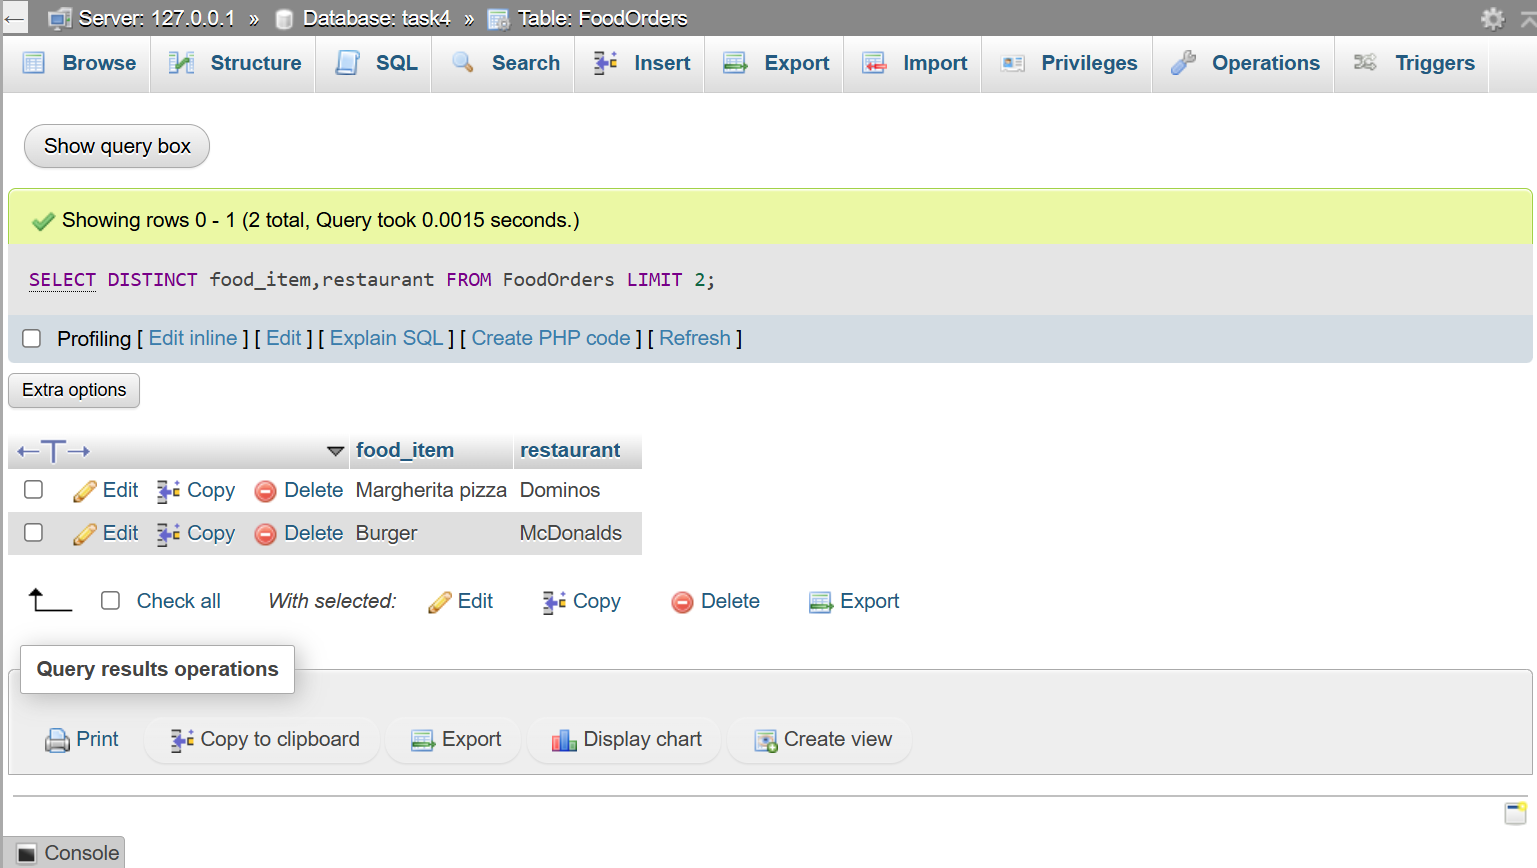 Server: 127.0.0.1 » Database: task4 » Table: FoodOrders
Browse Structure SQL Search Insert Export Import Privileges Operations Triggers
Show query box
Showing rows 0 - 1 (2 total, Query took 0.0015 seconds.)
SELECT DISTINCT food_item,restaurant FROM FoodOrders LIMIT 2;
Profiling [ Edit inline ] [ Edit ] [ Explain SQL ] [ Create PHP code ] [ Refresh ]
Extra options
food_item restaurant
Edit Copy Delete Margherita pizza Dominos
Edit Copy Delete Burger McDonalds
Check all With selected: Edit Copy Delete Export
Query results operations
Print Copy to clipboard Export Display chart Create view
Console